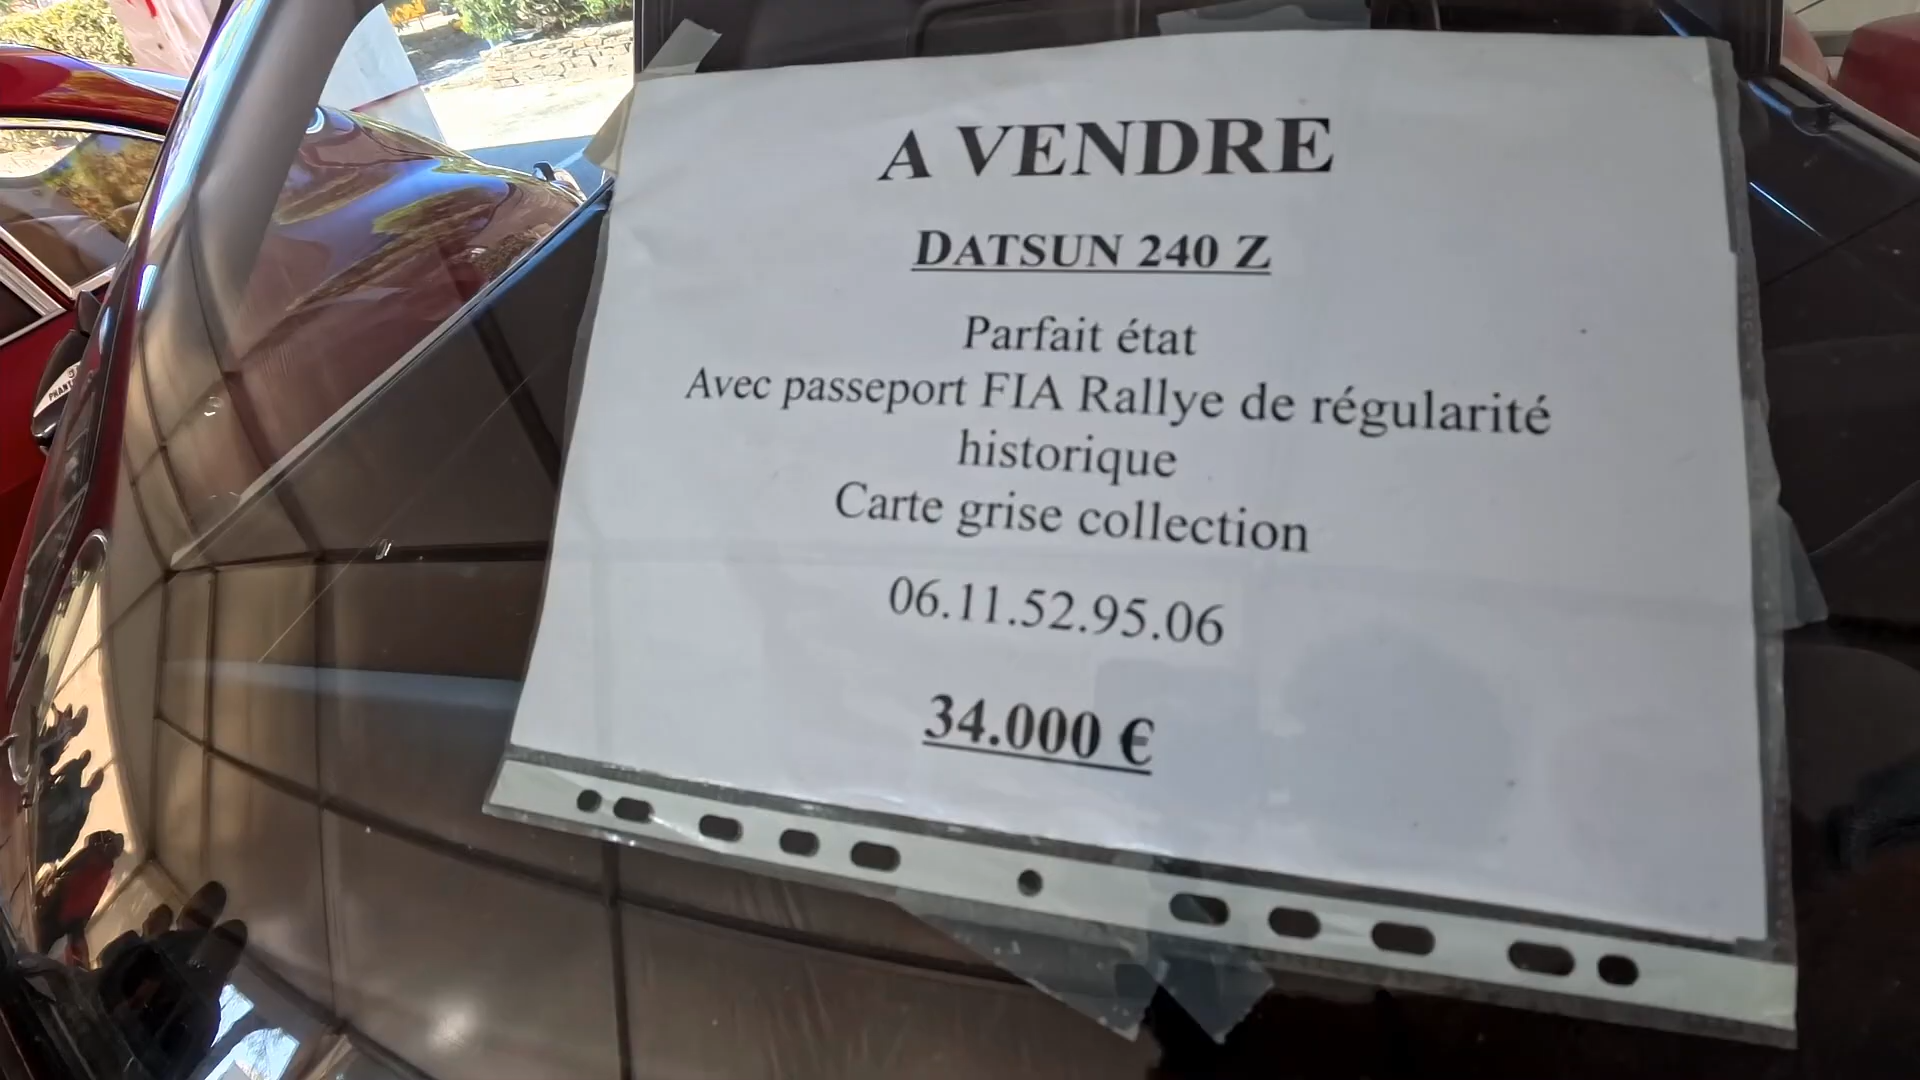 A VENDRE
DATSUN 240 Z
Parfait état
Avec passeport FIA Rallye de régularité
historique
Carte grise collection
06.11.52.95.06
34.000 €